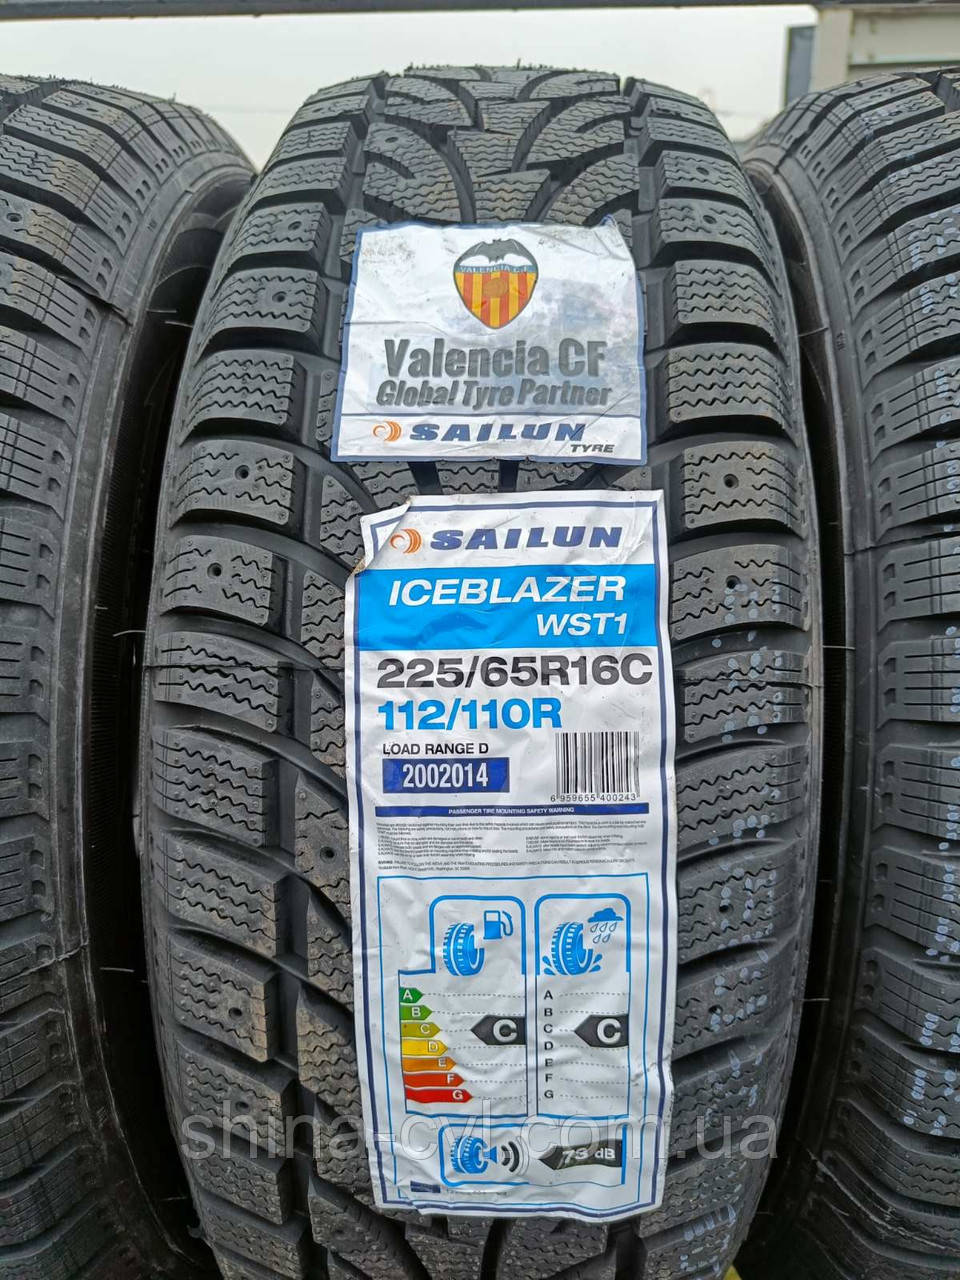 VALENCIA C.F
Valencia CF
Global Tyre Partner
SAILUN
TYRE
SAILUN
ICEBLAZER
WST1
225/65R16C
112/110R
LOAD RANGE D
2002014
6 959655 400243
PASSENGER TIRE MOUNTING SAFETY WARNING
A
B
C
D
E
F
G
C
A
B
C
D
E
F
G
C
73 dB
shina-cvl.com.ua